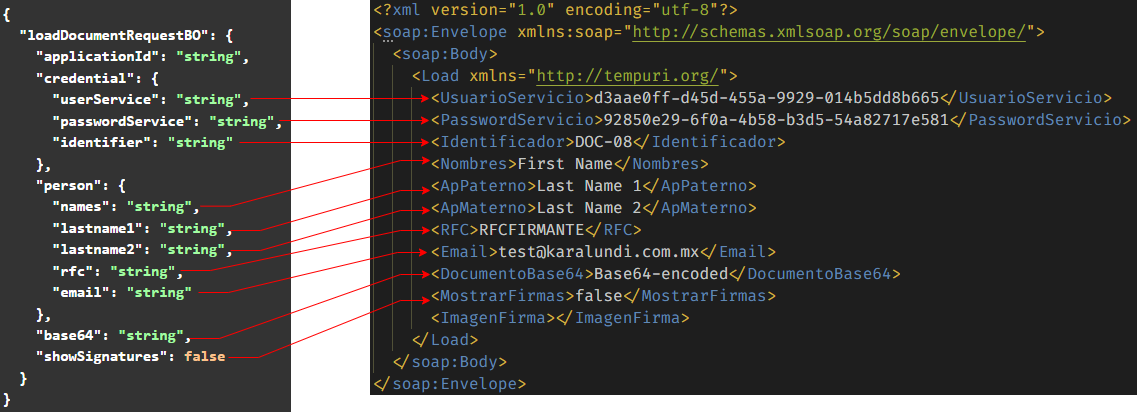 {
"loadDocumentRequestBO": {
"applicationId": "string",
"credential": {
"userService": "string",
"passwordService": "string",
"identifier": "string"
},
"person": {
"names": "string",
"lastname1": "string",
"lastname2": "string",
"rfc": "string",
"email": "string"
},
"base64": "string",
"showSignatures": false
}
}
<?xml version="1.0" encoding="utf-8"?>
<soap:Envelope xmlns:soap="http://schemas.xmlsoap.org/soap/envelope/">
<soap:Body>
<Load xmlns="http://tempuri.org/">
<UsuarioServicio>d3aae0ff-d45d-455a-9929-014b5dd8b665</UsuarioServicio>
<PasswordServicio>92850e29-6f0a-4b58-b3d5-54a82717e581</PasswordServicio>
<Identificador>DOC-08</Identificador>
<Nombres>First Name</Nombres>
<ApPaterno>Last Name 1</ApPaterno>
<ApMaterno>Last Name 2</ApMaterno>
<RFC>RFCFIRMANTE</RFC>
<Email>test@karalundi.com.mx</Email>
<DocumentoBase64>Base64-encoded</DocumentoBase64>
<MostrarFirmas>false</MostrarFirmas>
<ImagenFirma></ImagenFirma>
</Load>
</soap:Body>
</soap:Envelope>